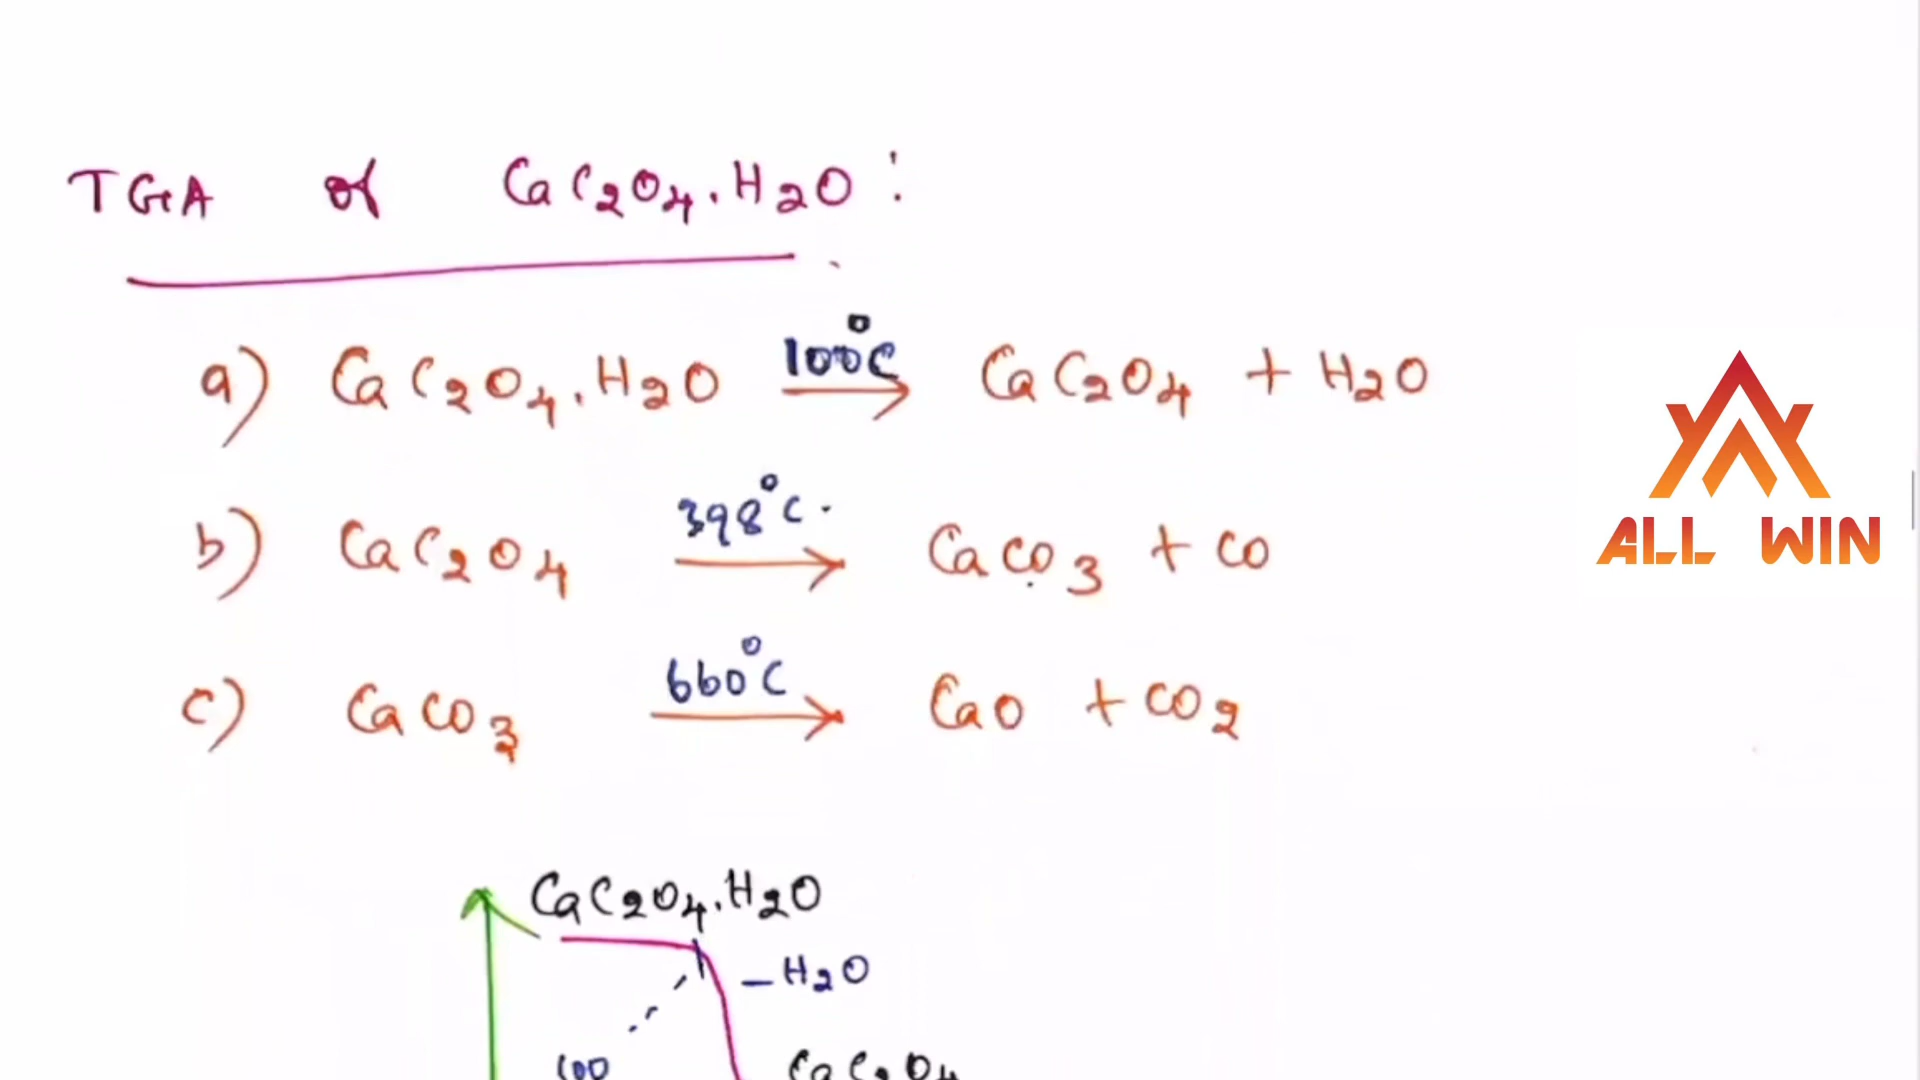 TGA of CaC2O4.H2O :
a) CaC2O4.H2O 100°C → CaC2O4 + H2O
b) CaC2O4 398°C. → CaCO3 + CO
c) CaCO3 660°C → CaO + CO2
ALL WIN
CaC2O4.H2O
- H2O
100
CaC2O4